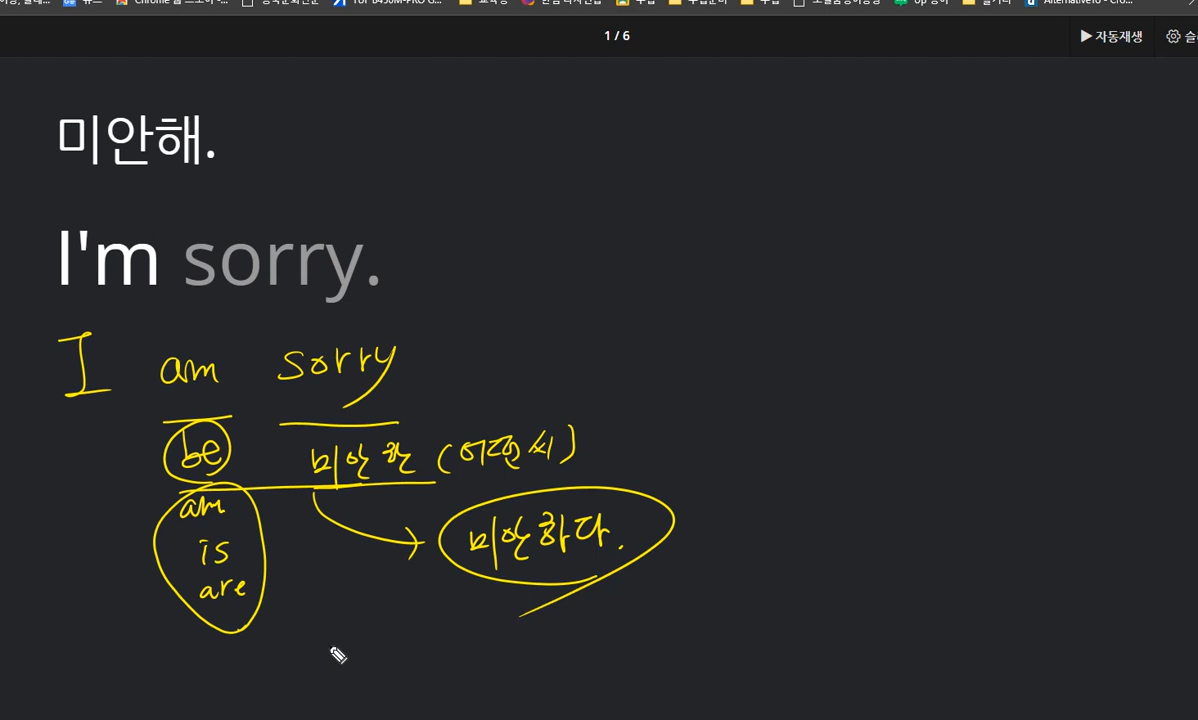 1 / 6
▶ 자동재생
미안해.
I'm sorry.
I am sorry
be 미안한 (어떤 씨)
am
is
are
미안하다.